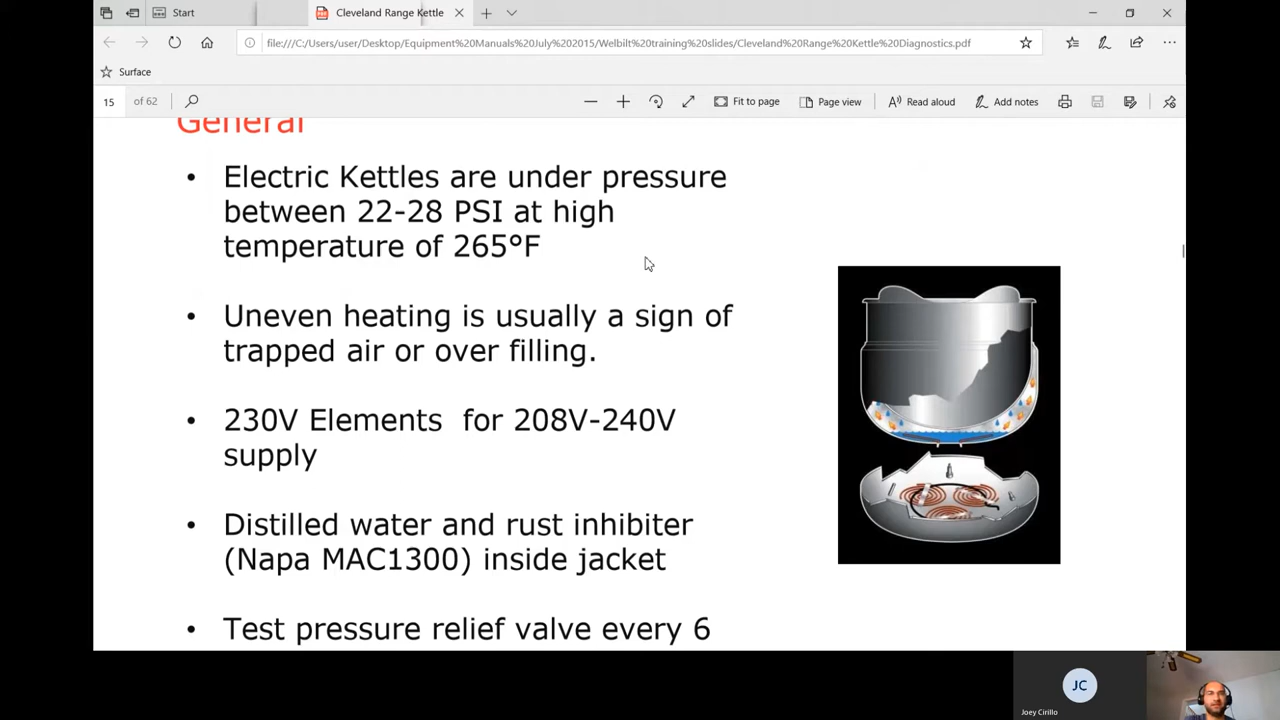 Start
Cleveland Range Kettle
file:///C:/Users/user/Desktop/Equipment%20Manuals%20July%202015/Welbilt%20training%20slides/Cleveland%20Range%20Kettle%20Diagnostics.pdf
Surface
15 of 62
Fit to page
Page view
Read aloud
Add notes
General
• Electric Kettles are under pressure
between 22-28 PSI at high
temperature of 265°F
• Uneven heating is usually a sign of
trapped air or over filling.
• 230V Elements for 208V-240V
supply
• Distilled water and rust inhibiter
(Napa MAC1300) inside jacket
• Test pressure relief valve every 6
JC
Joey Cirillo